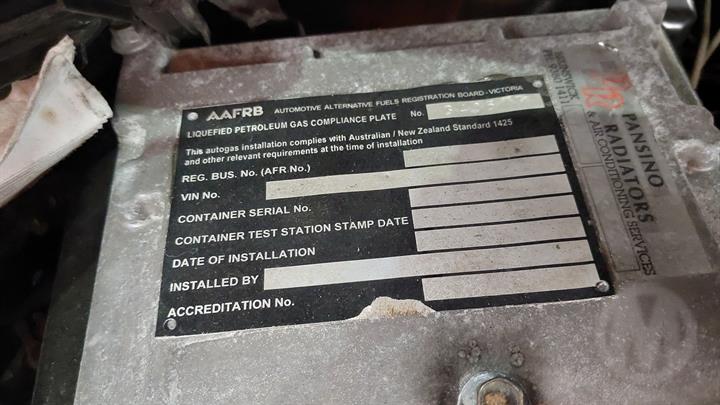 AAFRB AUTOMOTIVE ALTERNATIVE FUELS REGISTRATION BOARD - VICTORIA
LIQUEFIED PETROLEUM GAS COMPLIANCE PLATE No.
This autogas installation complies with Australian / New Zealand Standard 1425
and other relevant requirements at the time of installation
REG. BUS. No. (AFR No.)
VIN No.
CONTAINER SERIAL No.
CONTAINER TEST STATION STAMP DATE
DATE OF INSTALLATION
INSTALLED BY
ACCREDITATION No.
PANSINO
RADIATORS
& AIR CONDITIONING SERVICES